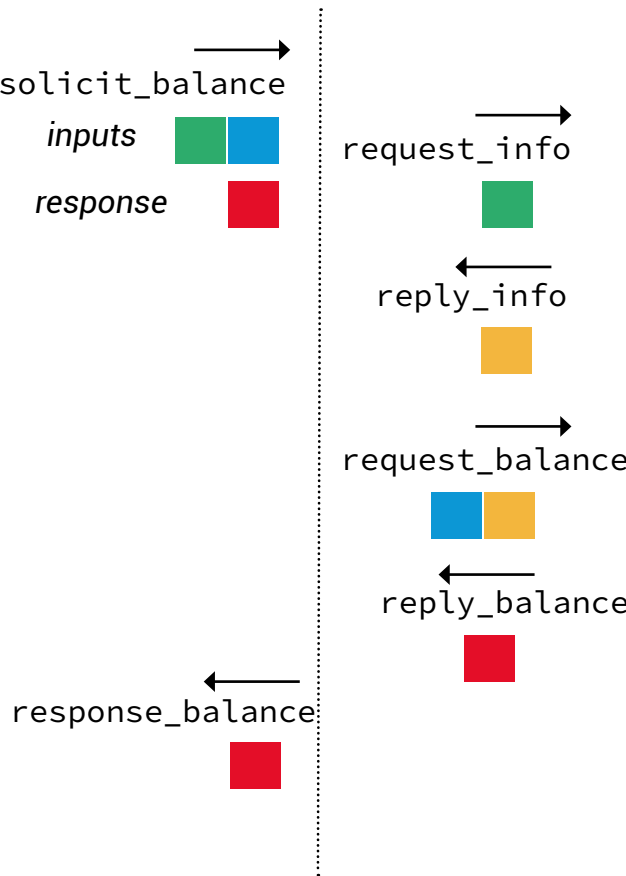 solicit_balance
inputs
response
request_info
reply_info
request_balance
reply_balance
response_balance